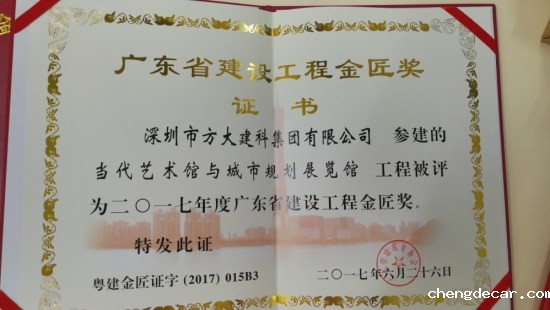 广东省建设工程金匠奖
证书
深圳市方大建科集团有限公司 参建的
当代艺术馆与城市规划展览馆 工程被评
为二〇一七年度广东省建设工程金匠奖。
特发此证
粤建金匠证字(2017)015B3
二〇一七年六月二十六日
chengdecar.com